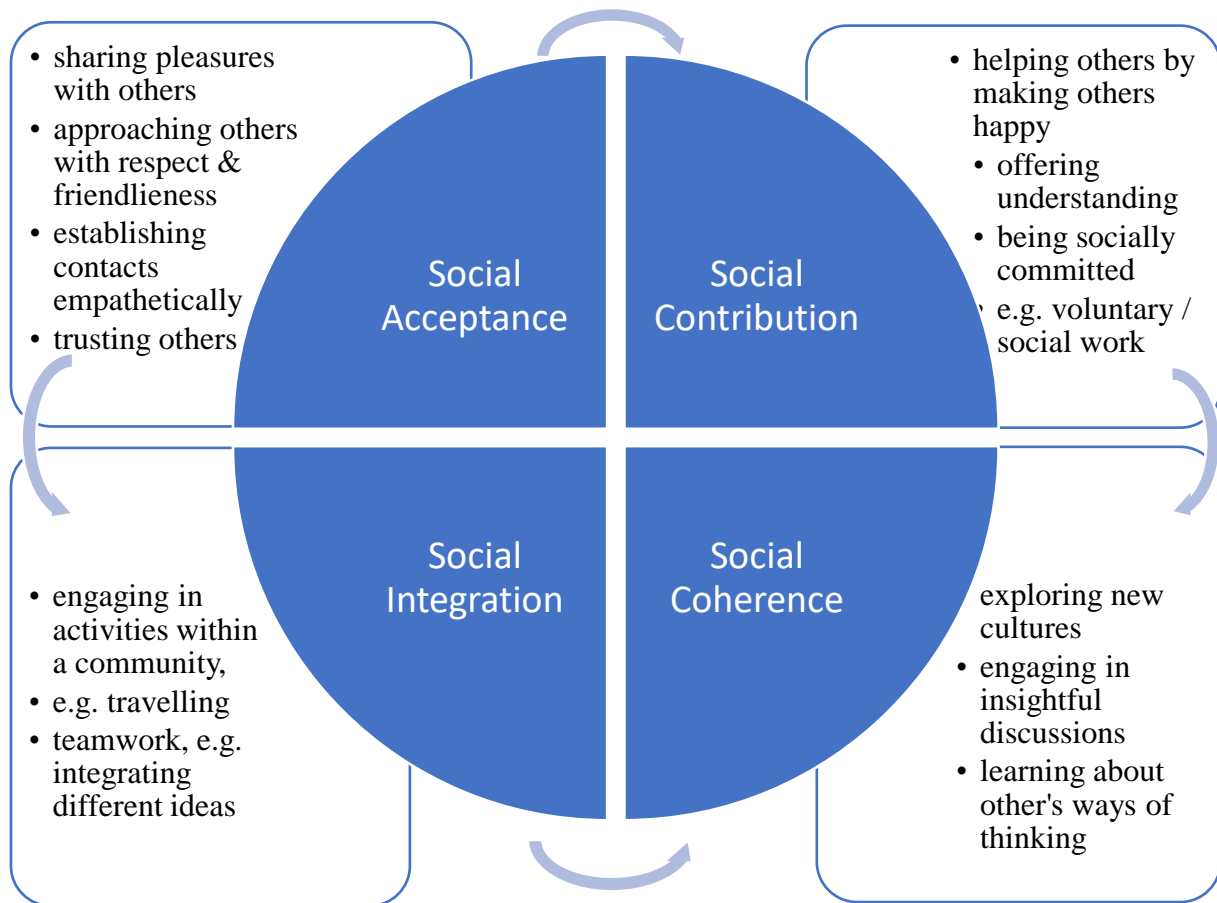 • sharing pleasures
with others
• approaching others
with respect &
friendlieness
• establishing
contacts
empathetically
• trusting others
Social
Acceptance
Social
Contribution
• helping others by
making others
happy
• offering
understanding
• being socially
committed
• e.g. voluntary /
social work
• engaging in
activities within
a community,
• e.g. travelling
• teamwork, e.g.
integrating
different ideas
Social
Integration
Social
Coherence
exploring new
cultures
• engaging in
insightful
discussions
• learning about
other's ways of
thinking